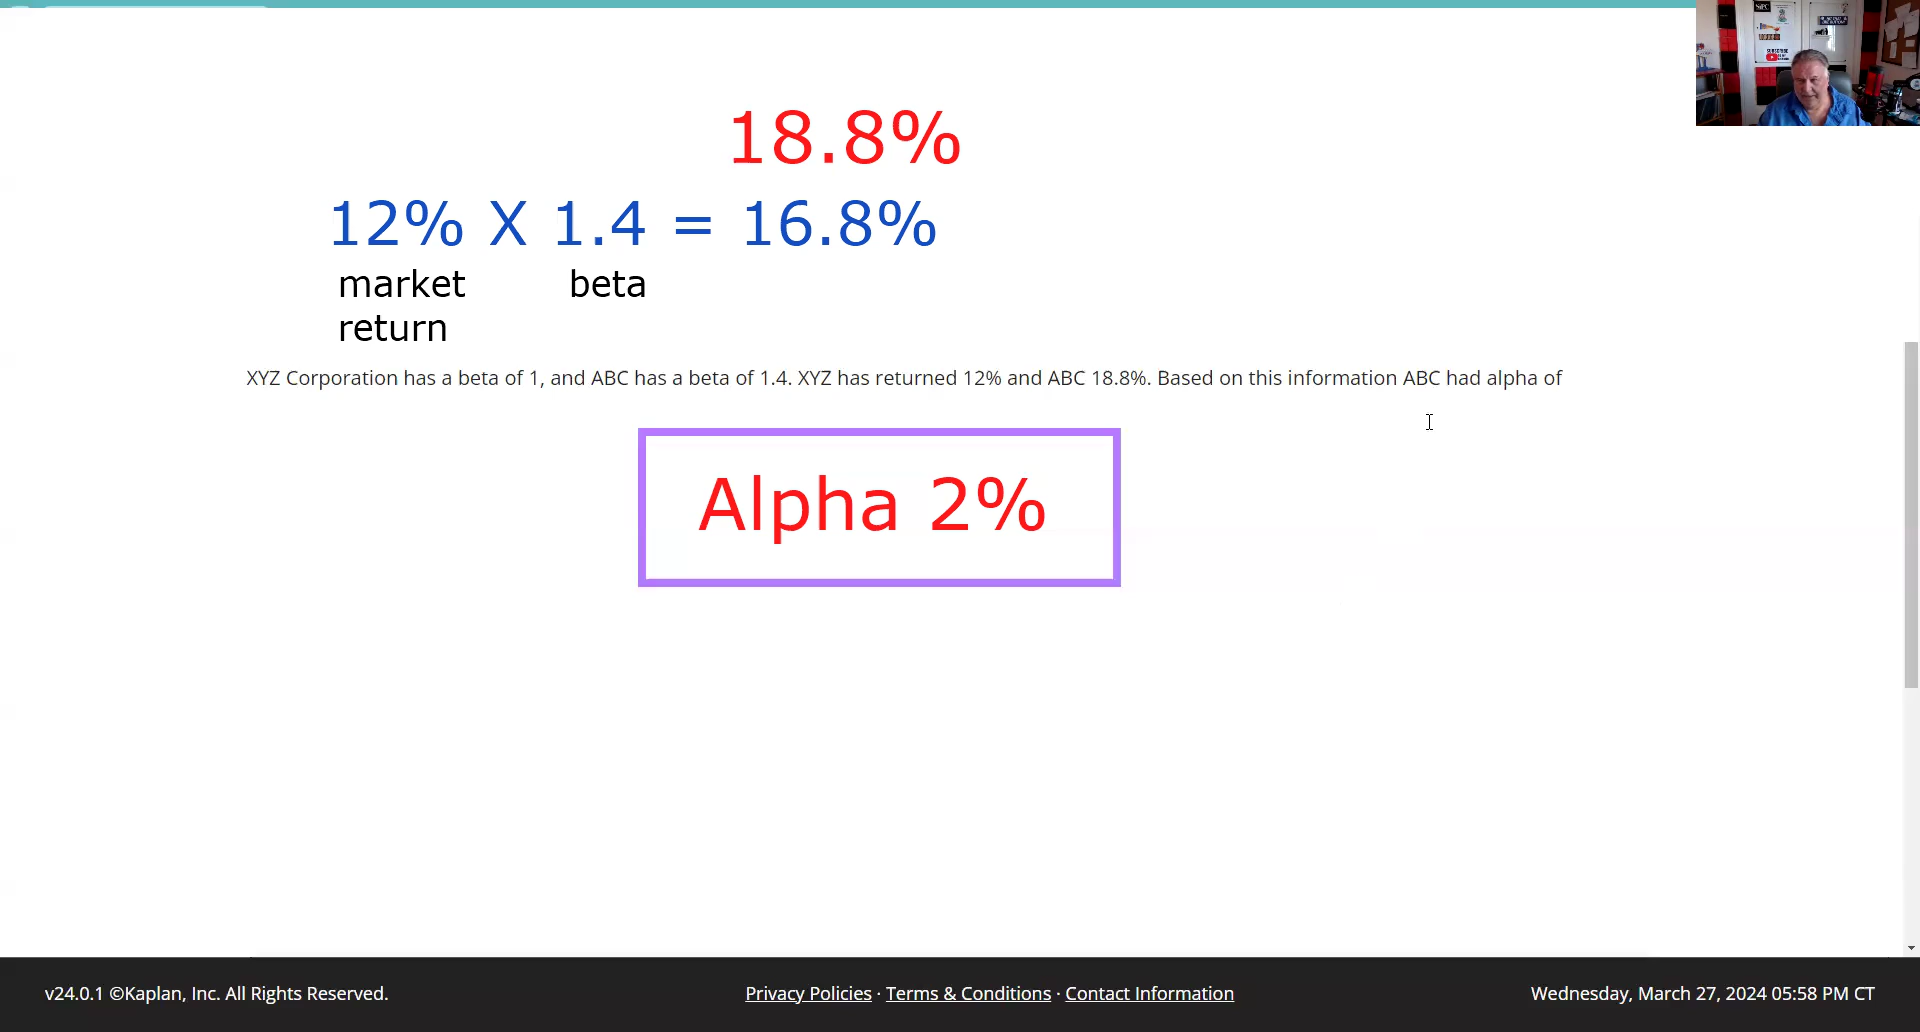 18.8%
12% X 1.4 = 16.8%
market beta
return
XYZ Corporation has a beta of 1, and ABC has a beta of 1.4. XYZ has returned 12% and ABC 18.8%. Based on this information ABC had alpha of
Alpha 2%
v24.0.1 ©Kaplan, Inc. All Rights Reserved. Privacy Policies · Terms & Conditions · Contact Information Wednesday, March 27, 2024 05:58 PM CT